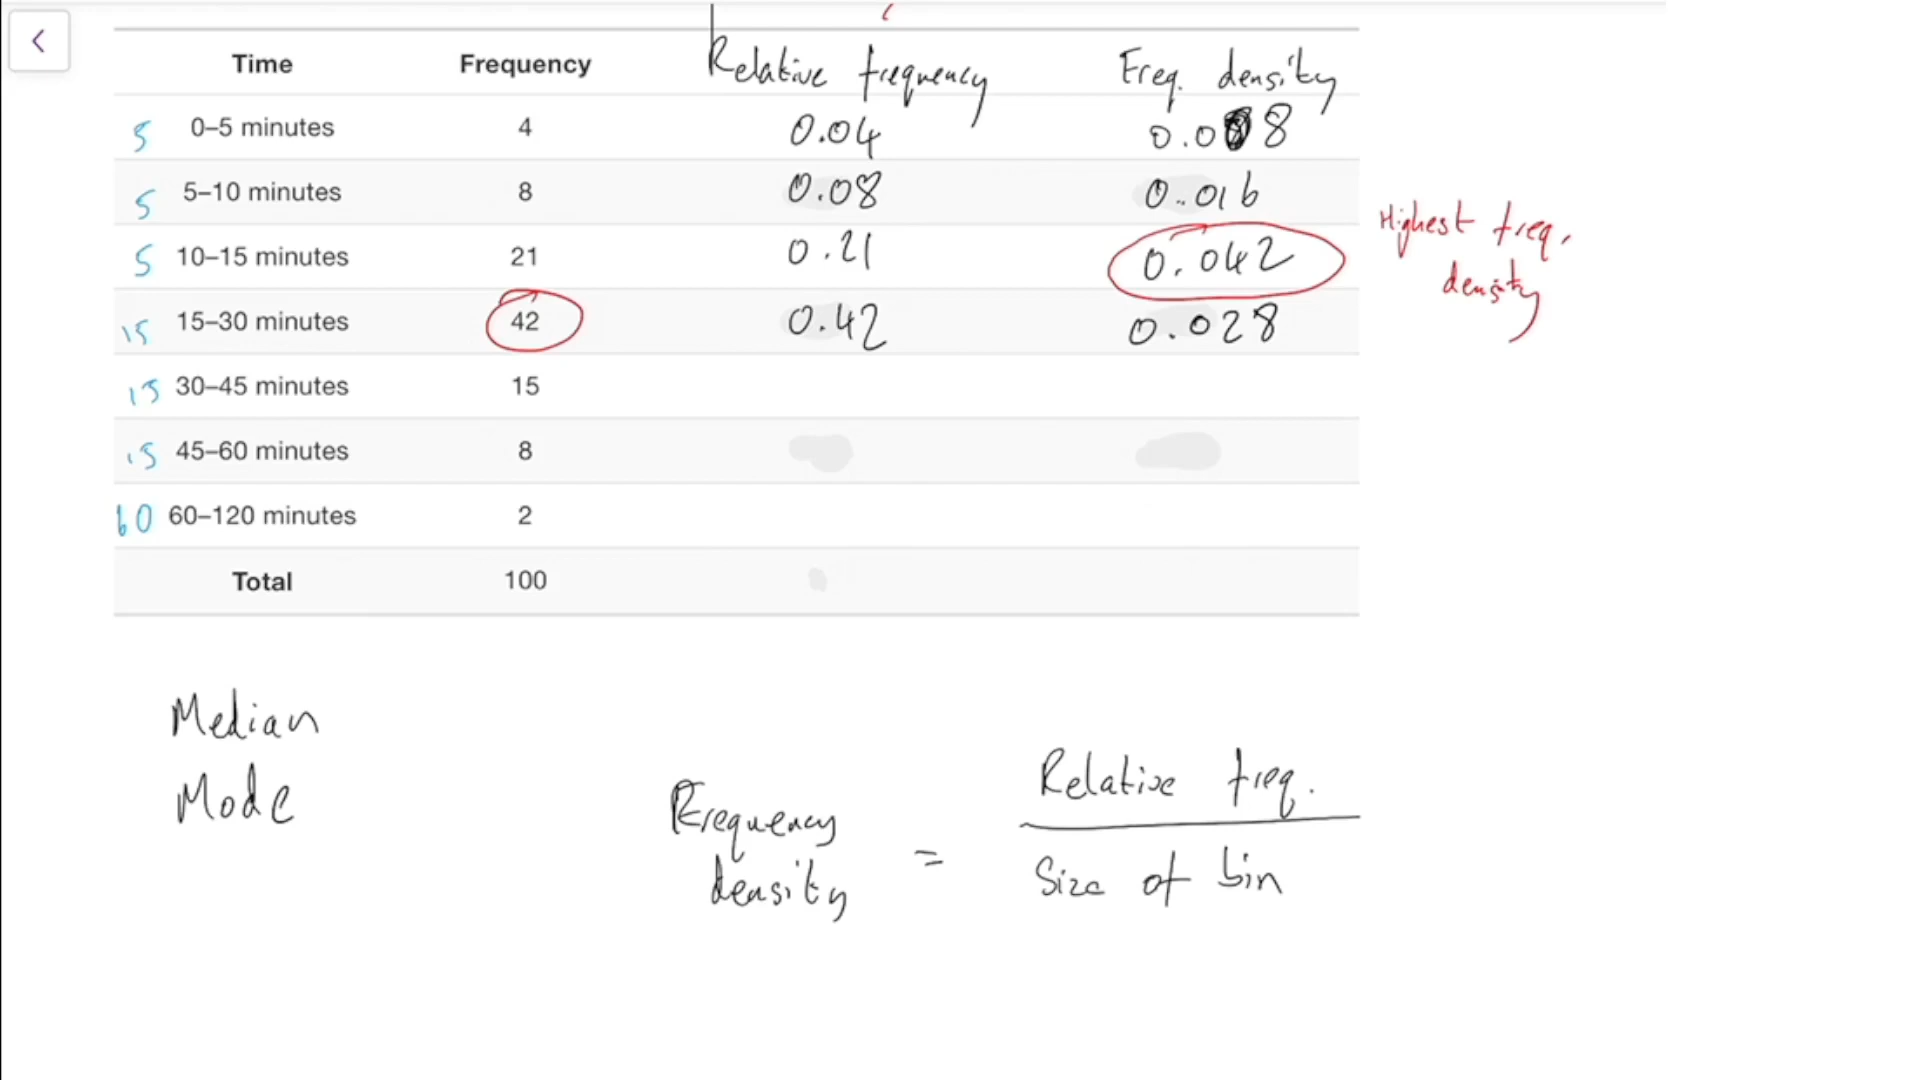 Time Frequency Relative frequency Freq. density
5 0–5 minutes 4 0.04 0.008
5 5–10 minutes 8 0.08 0.016
5 10–15 minutes 21 0.21 0.042 Highest freq. density
15 15–30 minutes 42 0.42 0.028
15 30–45 minutes 15
15 45–60 minutes 8
60 60–120 minutes 2
Total 100
Median
Mode
Frequency density = Relative freq.
Size of bin